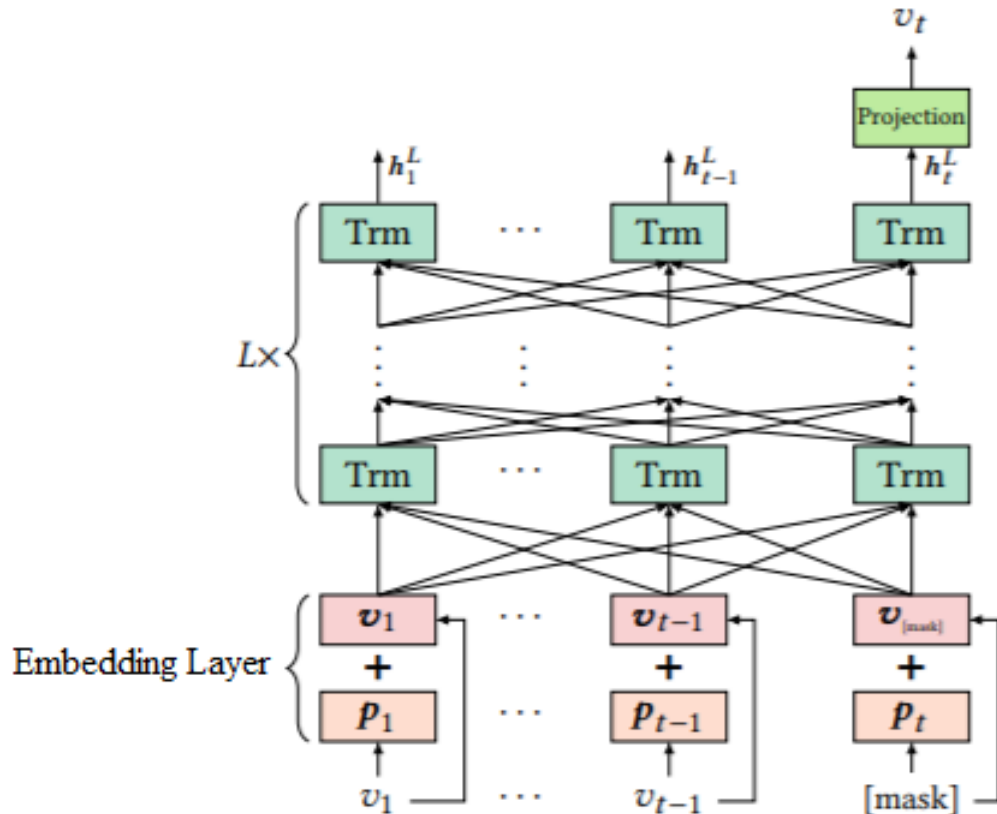 v_t
Projection
h_1^L h_{t-1}^L h_t^L
Trm ... Trm Trm
L×
Trm ... Trm Trm
v_1 ... v_{t-1} v_{[mask]}
Embedding Layer + + +
p_1 ... p_{t-1} p_t
v_1 ... v_{t-1} [mask]